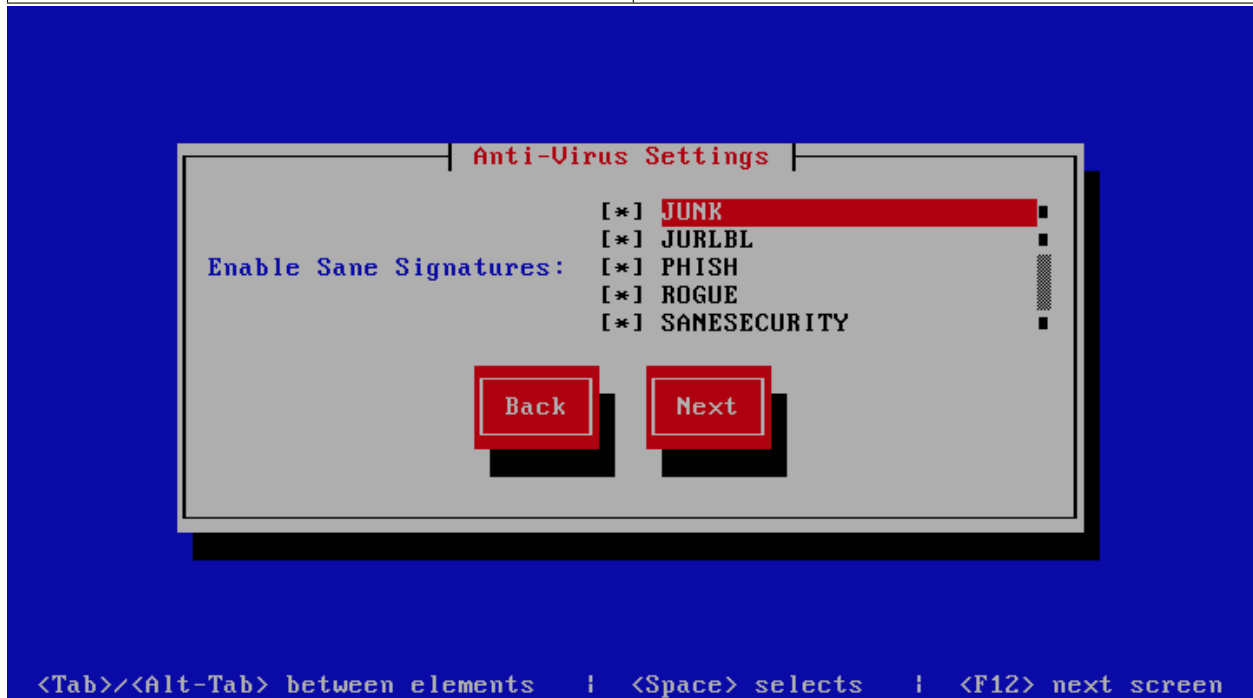 Anti-Virus Settings
[*] JUNK
[*] JURLBL
Enable Sane Signatures: [*] PHISH
[*] ROGUE
[*] SANESECURITY
Back Next
<Tab>/<Alt-Tab> between elements | <Space> selects | <F12> next screen